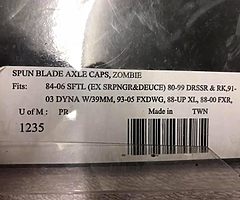 SPUN BLADE AXLE CAPS, ZOMBIE
Fits: 84-06 SFTL (EX SRPNGR&DEUCE) 80-99 DRSSR & RK,91-
03 DYNA W/39MM, 93-05 FXDWG, 88-UP XL, 88-00 FXR,
U of M: PR Made in TWN
1235